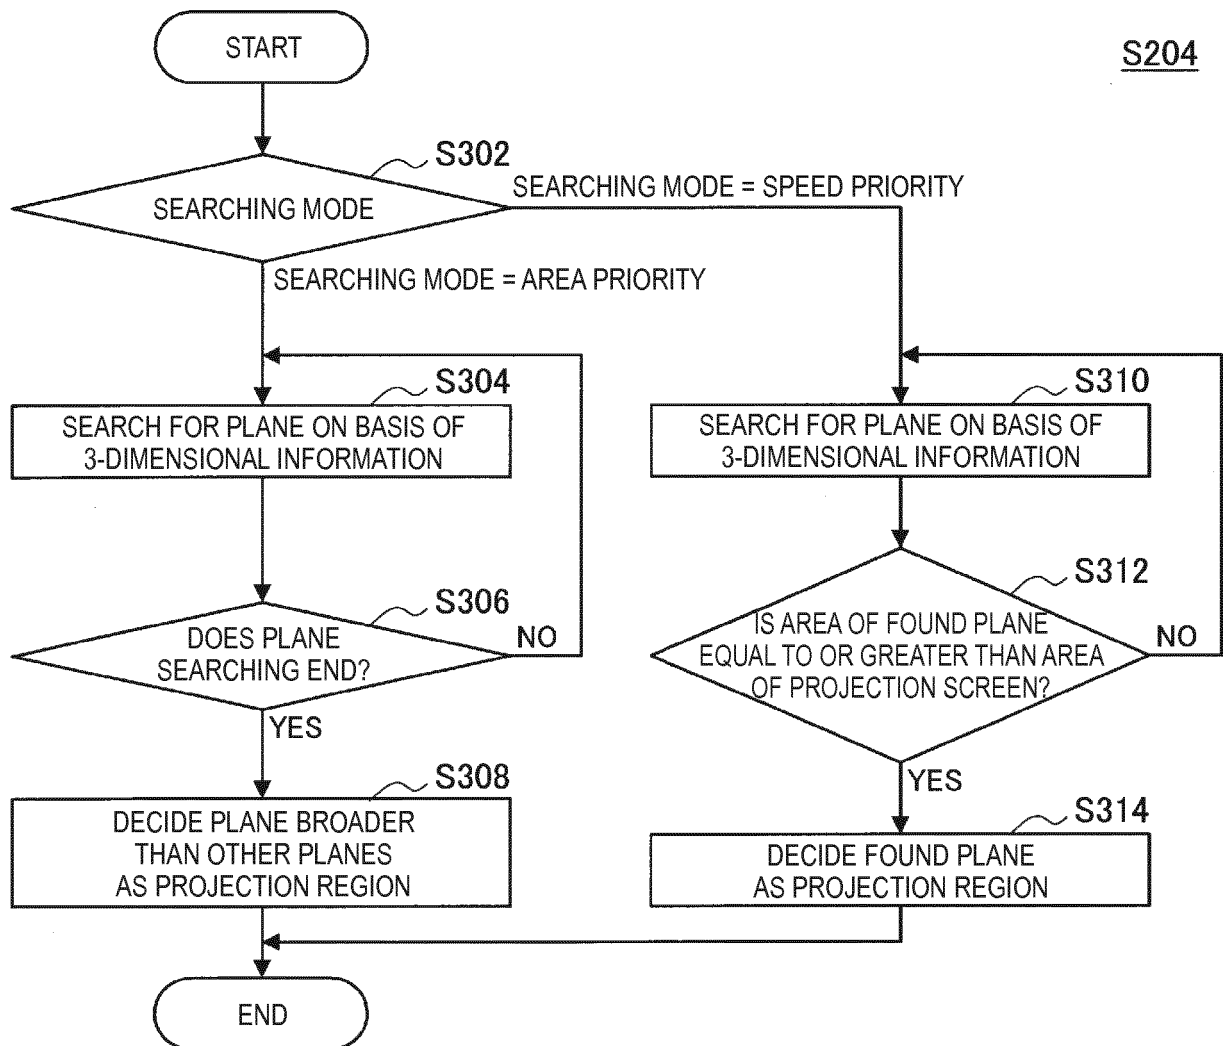 START
S204
S302
SEARCHING MODE
SEARCHING MODE = SPEED PRIORITY
SEARCHING MODE = AREA PRIORITY
S304
SEARCH FOR PLANE ON BASIS OF
3-DIMENSIONAL INFORMATION
S306
DOES PLANE
SEARCHING END?
NO
YES
S308
DECIDE PLANE BROADER
THAN OTHER PLANES
AS PROJECTION REGION
S310
SEARCH FOR PLANE ON BASIS OF
3-DIMENSIONAL INFORMATION
S312
IS AREA OF FOUND PLANE
EQUAL TO OR GREATER THAN AREA
OF PROJECTION SCREEN?
NO
YES
S314
DECIDE FOUND PLANE
AS PROJECTION REGION
END